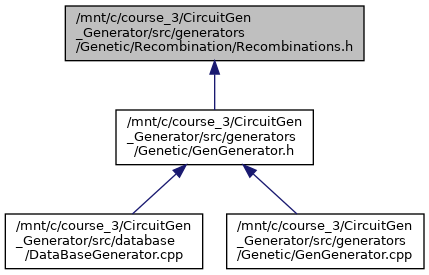 /mnt/c/course_3/CircuitGen
_Generator/src/generators
/Genetic/Recombination/Recombinations.h
/mnt/c/course_3/CircuitGen
_Generator/src/generators
/Genetic/GenGenerator.h
/mnt/c/course_3/CircuitGen
_Generator/src/database
/DataBaseGenerator.cpp
/mnt/c/course_3/CircuitGen
_Generator/src/generators
/Genetic/GenGenerator.cpp